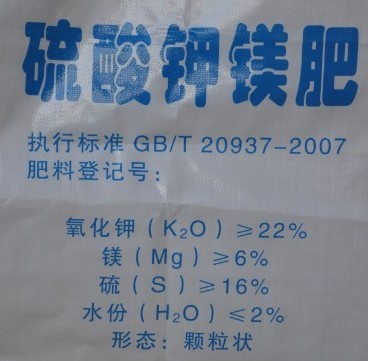 硫酸钾镁肥
执行标准 GB/T 20937-2007
肥料登记号：
氧化钾（K₂O）≥22%
镁（Mg）≥6%
硫（S）≥16%
水份（H₂O）≤2%
形态：颗粒状